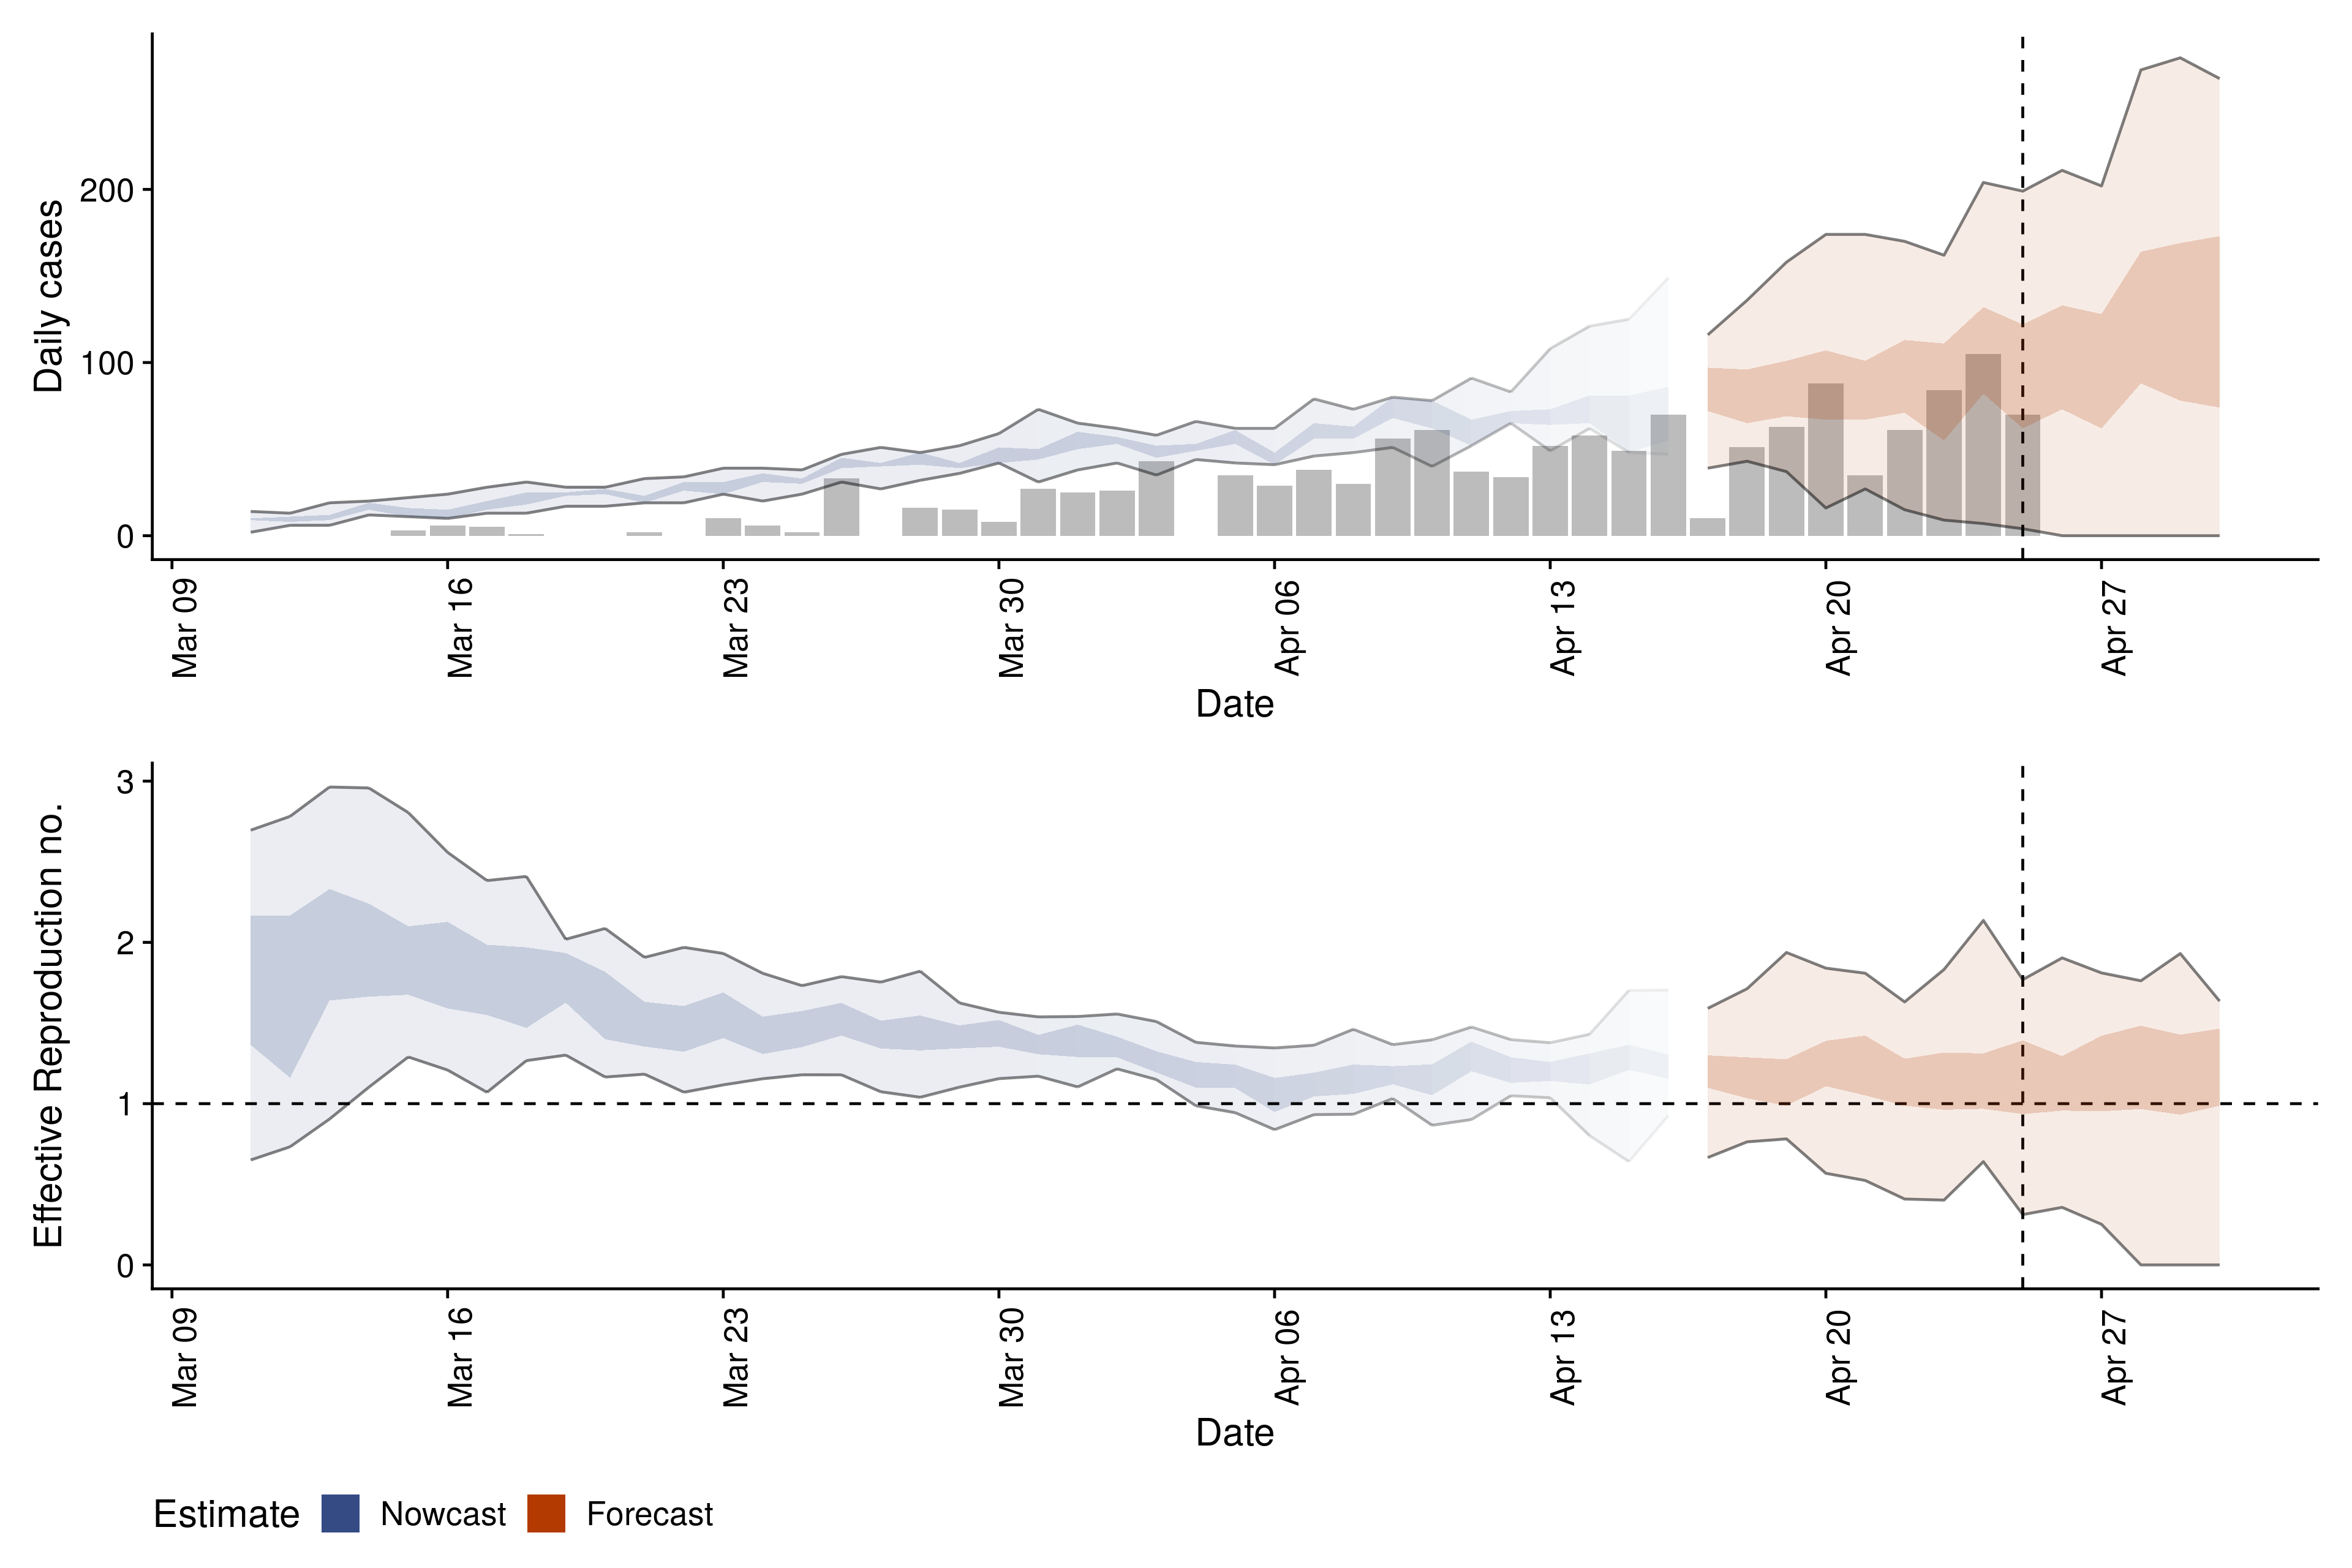 Daily cases
200
100
0
Mar 09
Mar 16
Mar 23
Mar 30
Apr 06
Apr 13
Apr 20
Apr 27
Date
Effective Reproduction no.
3
2
1
0
Mar 09
Mar 16
Mar 23
Mar 30
Apr 06
Apr 13
Apr 20
Apr 27
Date
Estimate Nowcast Forecast